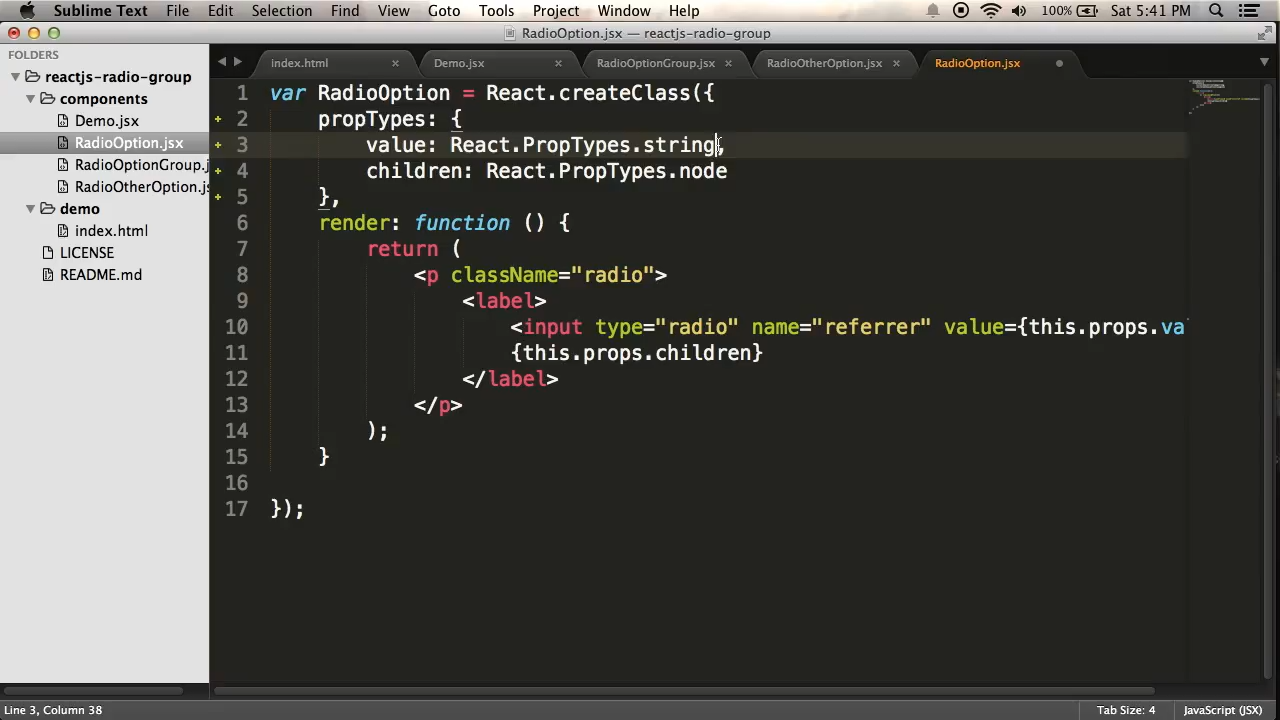 Sublime Text File Edit Selection Find View Goto Tools Project Window Help 100% Sat 5:41 PM
RadioOption.jsx — reactjs-radio-group
FOLDERS
reactjs-radio-group
components
Demo.jsx
RadioOption.jsx
RadioOptionGroup.j
RadioOtherOption.js
demo
index.html
LICENSE
README.md
index.html Demo.jsx RadioOptionGroup.jsx RadioOtherOption.jsx RadioOption.jsx
1 var RadioOption = React.createClass({
2 propTypes: {
3 value: React.PropTypes.string,
4 children: React.PropTypes.node
5 },
6 render: function () {
7 return (
8 <p className="radio">
9 <label>
10 <input type="radio" name="referrer" value={this.props.va
11 {this.props.children}
12 </label>
13 </p>
14 );
15 }
16
17 });
Line 3, Column 38 Tab Size: 4 JavaScript (JSX)